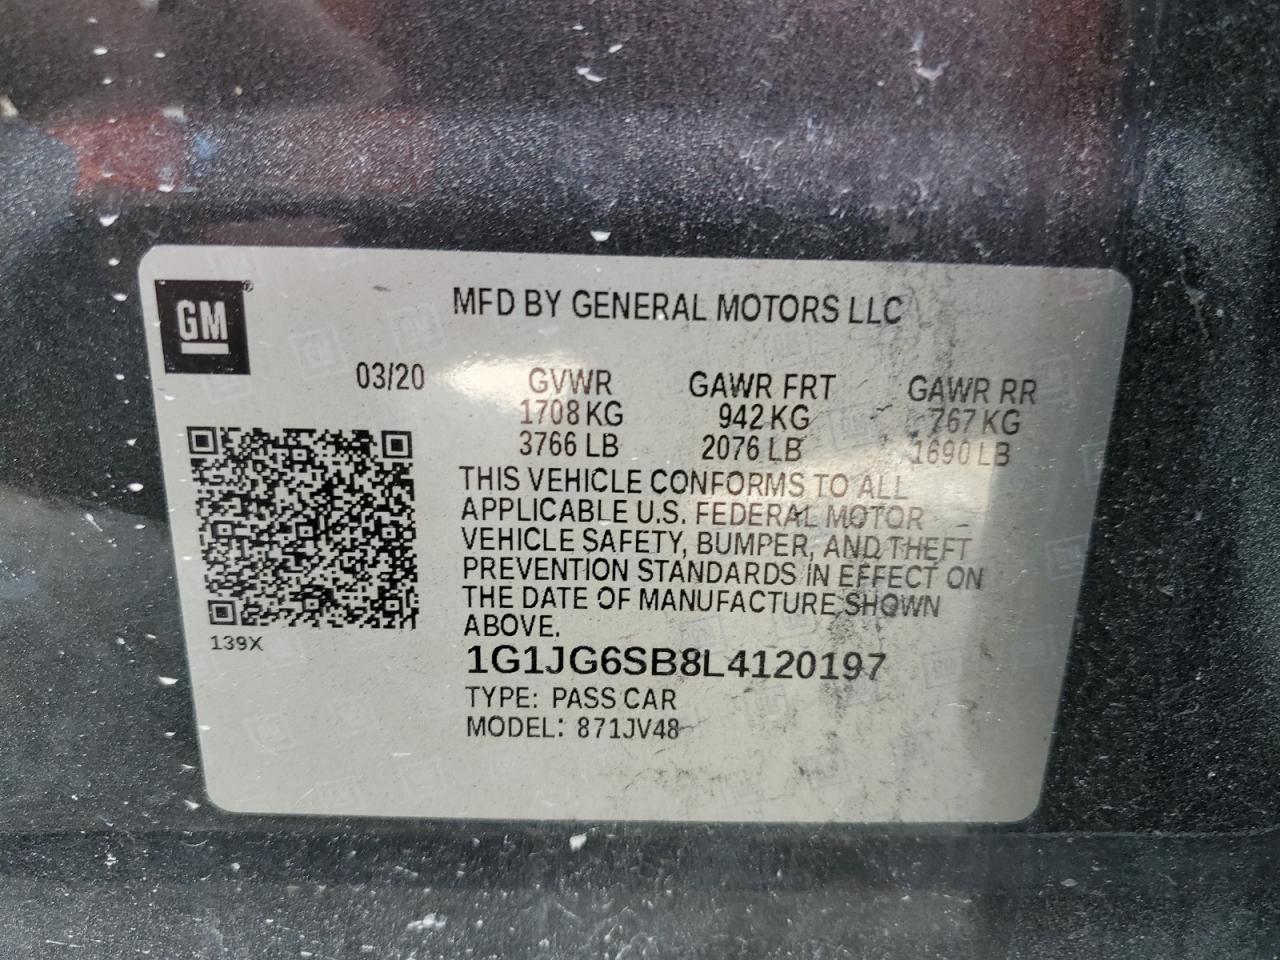 GM
MFD BY GENERAL MOTORS LLC
03/20 GVWR GAWR FRT GAWR RR
1708 KG 942 KG 767 KG
3766 LB 2076 LB 1690 LB
THIS VEHICLE CONFORMS TO ALL
APPLICABLE U.S. FEDERAL MOTOR
VEHICLE SAFETY, BUMPER, AND THEFT
PREVENTION STANDARDS IN EFFECT ON
THE DATE OF MANUFACTURE SHOWN
ABOVE.
139X
1G1JG6SB8L4120197
TYPE: PASS CAR
MODEL: 871JV48